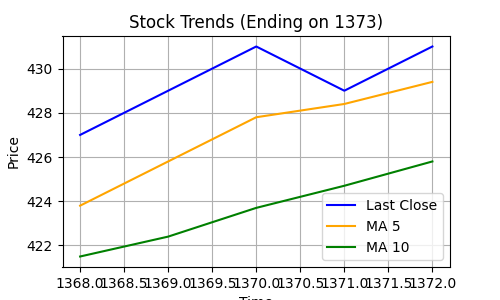 Stock Trends (Ending on 1373)
Price
430
428
426
424
422
Last Close
MA 5
MA 10
1368.0 1368.5 1369.0 1369.5 1370.0 1370.5 1371.0 1371.5 1372.0
Time